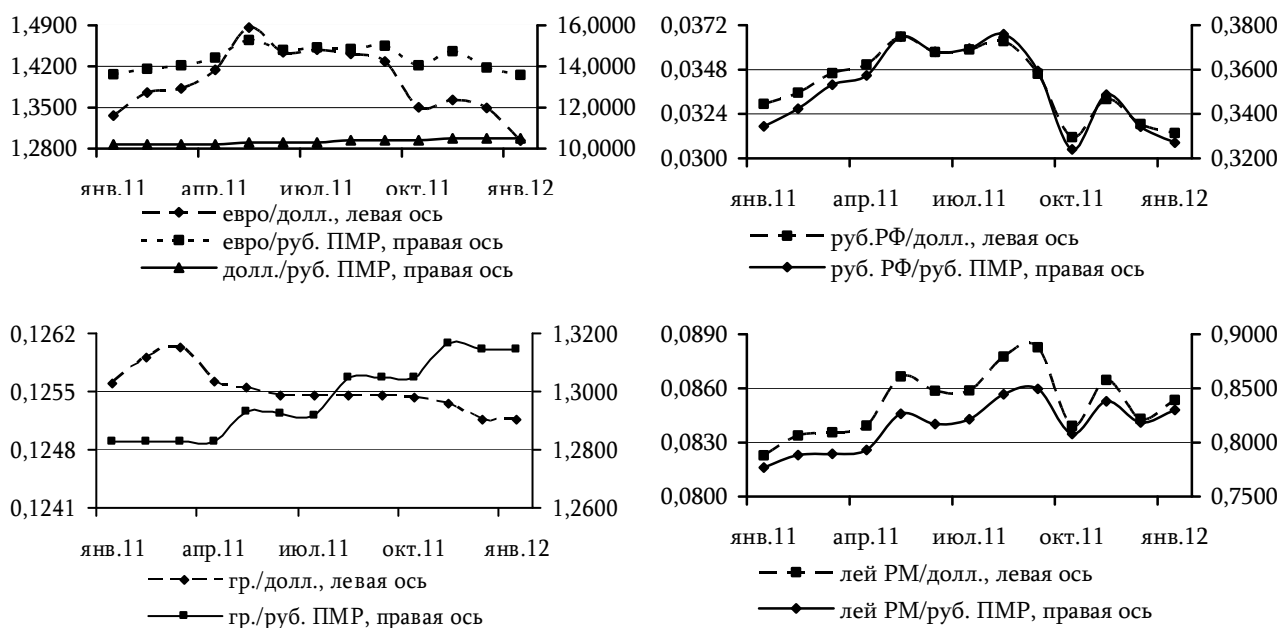 1,4900
1,4200
1,3500
1,2800
16,0000
14,0000
12,0000
10,0000
янв.11 апр.11 июл.11 окт.11 янв.12
евро/долл., левая ось
евро/руб. ПМР, правая ось
долл./руб. ПМР, правая ось
0,0372
0,0348
0,0324
0,0300
0,3800
0,3600
0,3400
0,3200
янв.11 апр.11 июл.11 окт.11 янв.12
руб.РФ/долл., левая ось
руб. РФ/руб. ПМР, правая ось
0,1262
0,1255
0,1248
0,1241
1,3200
1,3000
1,2800
1,2600
янв.11 апр.11 июл.11 окт.11 янв.12
гр./долл., левая ось
гр./руб. ПМР, правая ось
0,0890
0,0860
0,0830
0,0800
0,9000
0,8500
0,8000
0,7500
янв.11 апр.11 июл.11 окт.11 янв.12
лей РМ/долл., левая ось
лей РМ/руб. ПМР, правая ось